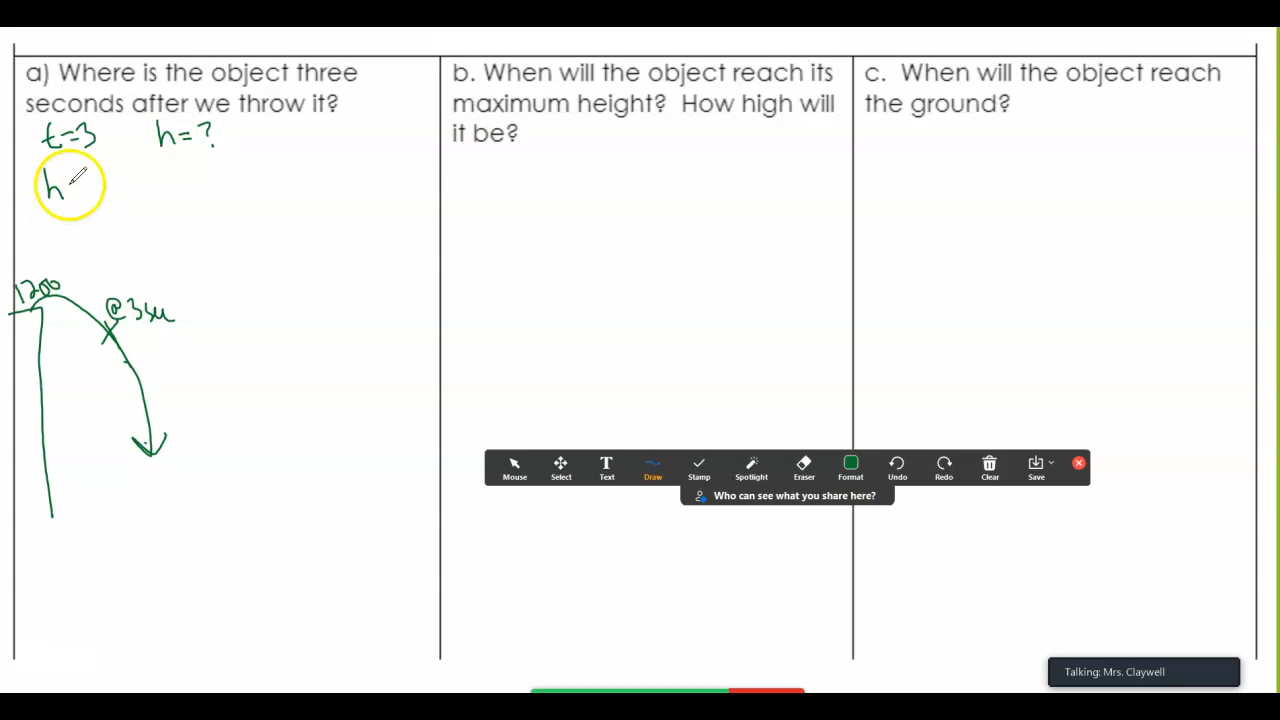 a) Where is the object three
seconds after we throw it?
t=3 h=?
h
1200
@3sec
b. When will the object reach its
maximum height? How high will
it be?
c. When will the object reach
the ground?
Mouse Select Text Draw Stamp Spotlight Eraser Format Undo Redo Clear Save
Who can see what you share here?
Talking: Mrs. Claywell